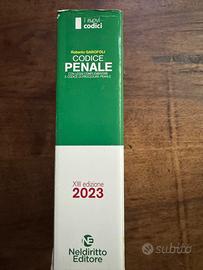 i nuovi
codici
Roberto GAROFOLI
CODICE
PENALE
CON LEGGI COMPLEMENTARI
E CODICE DI PROCEDURA PENALE
XIII edizione
2023
NE
Neldiritto
Editore
subito